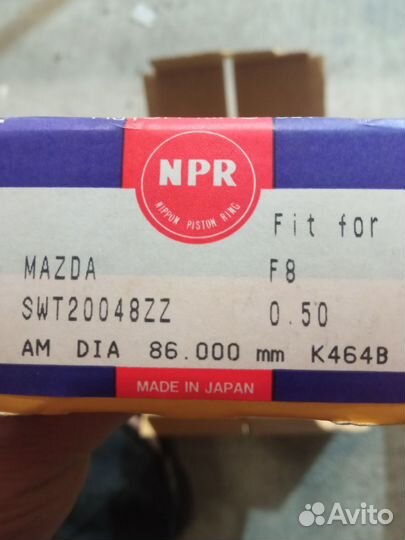 NPR
NIPPON PISTON RING
Fit for
MAZDA F8
SWT20048ZZ 0.50
AM DIA 86.000 mm K464B
MADE IN JAPAN
Avito